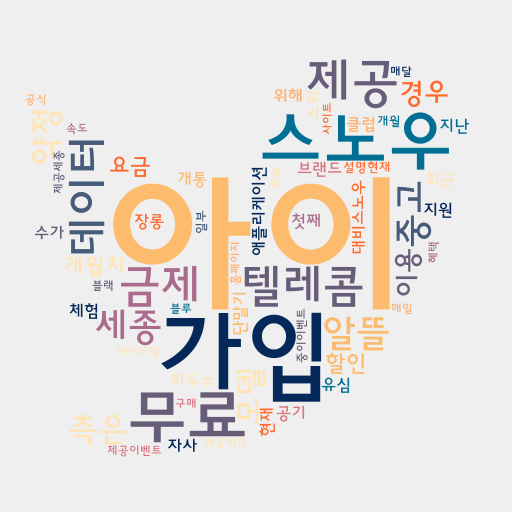 제공
매달
공식
위해
사이트
경우
약정
속도
스노우
클럽
개월
지난
데이터
제공세종
요금
개통
애플리케이션
브랜드
설명현재
최근
아이
장롱
일부
첫째
대비스노우
중고
지원
수가
개월치
블랙
금제
홈페이지
텔레콤
이용
혜택
체험
세종
블루
단말기
가입
중이이벤트
알뜰
매일
할인
하우스
모델
유심
측은
무료
구매
현재
공기
제공이벤트
자사